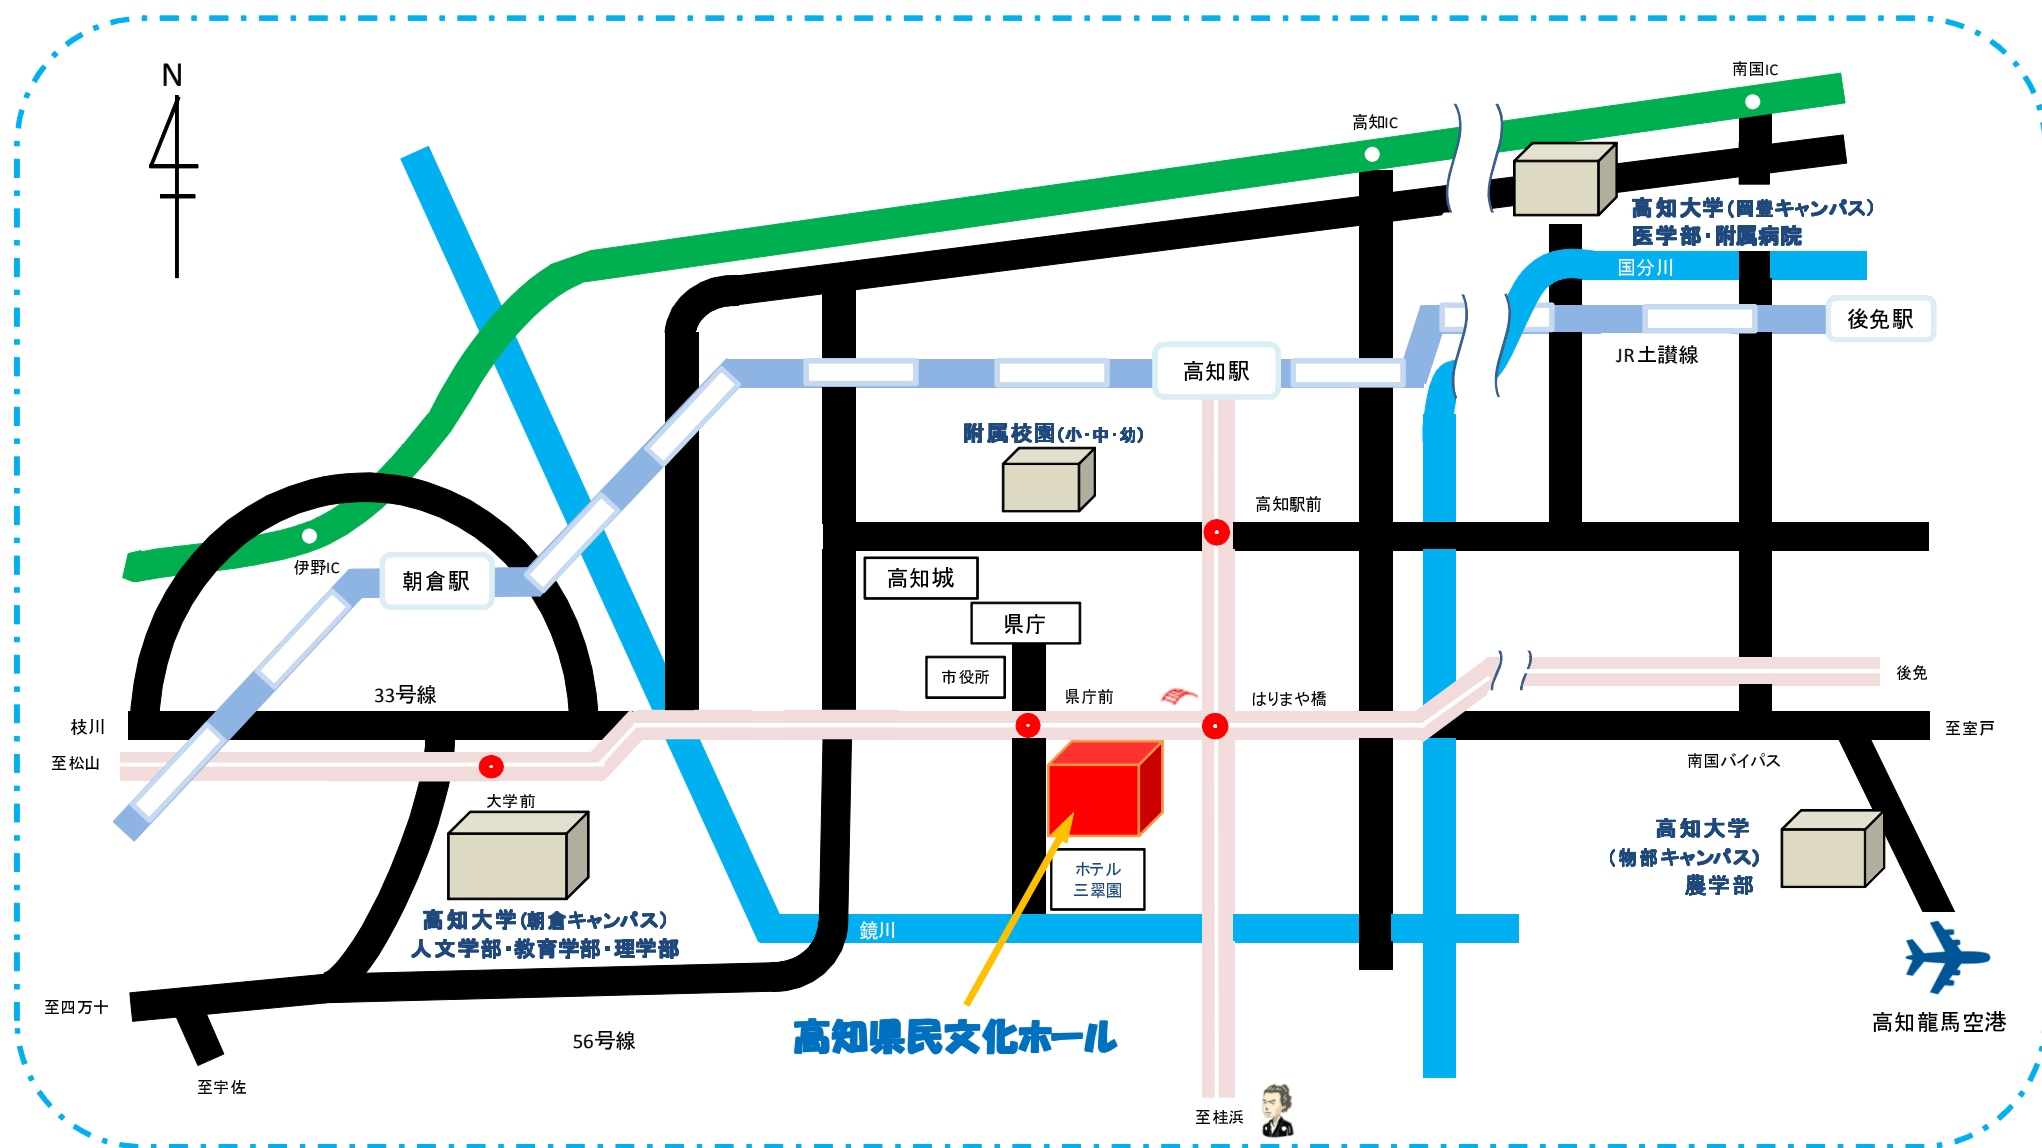 N
南国IC
高知IC
高知大学(岡豊キャンパス)
医学部・附属病院
国分川
後免駅
JR土讃線
高知駅
附属校園(小・中・幼)
高知駅前
伊野IC
朝倉駅
高知城
県庁
市役所
県庁前
はりまや橋
後免
33号線
枝川
至松山
至室戸
南国バイパス
大学前
高知大学
(物部キャンパス)
農学部
ホテル
三翠園
高知大学(朝倉キャンパス)
人文学部・教育学部・理学部
鏡川
至四万十
56号線
高知県民文化ホール
高知龍馬空港
至宇佐
至桂浜